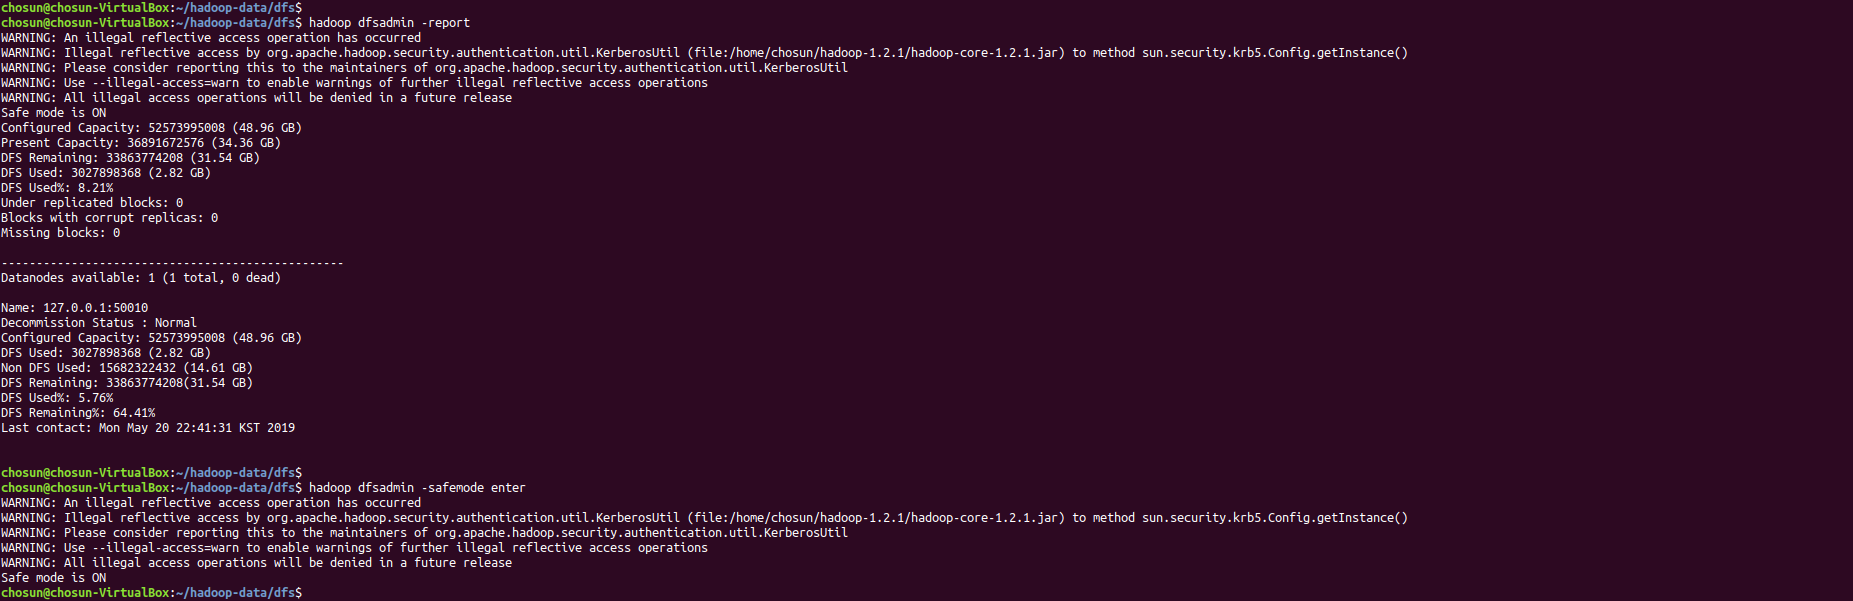 chosun@chosun-VirtualBox:~/hadoop-data/dfs$
chosun@chosun-VirtualBox:~/hadoop-data/dfs$ hadoop dfsadmin -report
WARNING: An illegal reflective access operation has occurred
WARNING: Illegal reflective access by org.apache.hadoop.security.authentication.util.KerberosUtil (file:/home/chosun/hadoop-1.2.1/hadoop-core-1.2.1.jar) to method sun.security.krb5.Config.getInstance()
WARNING: Please consider reporting this to the maintainers of org.apache.hadoop.security.authentication.util.KerberosUtil
WARNING: Use --illegal-access=warn to enable warnings of further illegal reflective access operations
WARNING: All illegal access operations will be denied in a future release
Safe mode is ON
Configured Capacity: 52573995008 (48.96 GB)
Present Capacity: 36891672576 (34.36 GB)
DFS Remaining: 33863774208 (31.54 GB)
DFS Used: 3027898368 (2.82 GB)
DFS Used%: 8.21%
Under replicated blocks: 0
Blocks with corrupt replicas: 0
Missing blocks: 0
-------------------------------------------------
Datanodes available: 1 (1 total, 0 dead)
Name: 127.0.0.1:50010
Decommission Status : Normal
Configured Capacity: 52573995008 (48.96 GB)
DFS Used: 3027898368 (2.82 GB)
Non DFS Used: 15682322432 (14.61 GB)
DFS Remaining: 33863774208(31.54 GB)
DFS Used%: 5.76%
DFS Remaining%: 64.41%
Last contact: Mon May 20 22:41:31 KST 2019
chosun@chosun-VirtualBox:~/hadoop-data/dfs$
chosun@chosun-VirtualBox:~/hadoop-data/dfs$ hadoop dfsadmin -safemode enter
WARNING: An illegal reflective access operation has occurred
WARNING: Illegal reflective access by org.apache.hadoop.security.authentication.util.KerberosUtil (file:/home/chosun/hadoop-1.2.1/hadoop-core-1.2.1.jar) to method sun.security.krb5.Config.getInstance()
WARNING: Please consider reporting this to the maintainers of org.apache.hadoop.security.authentication.util.KerberosUtil
WARNING: Use --illegal-access=warn to enable warnings of further illegal reflective access operations
WARNING: All illegal access operations will be denied in a future release
Safe mode is ON
chosun@chosun-VirtualBox:~/hadoop-data/dfs$